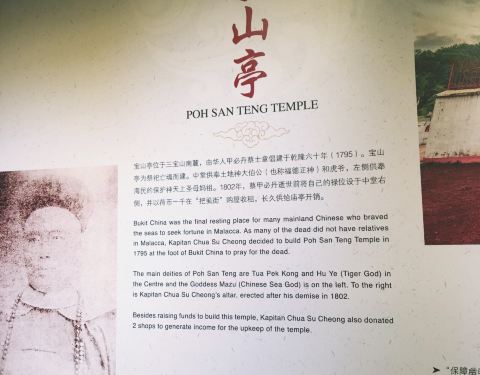 山
亭
POH SAN TENG TEMPLE
宝山亭位于三宝山南麓，由华人甲必丹蔡士章倡建于乾隆六十年（1795）。宝山
亭为祭祀亡魂而建。中堂供奉土地神大伯公（也称福德正神）和虎爷，左侧供
海民的保护神天上圣母妈祖。1802年，蔡甲必丹逝世前将自己的禄位设于中堂右
侧，并以荷币一千在“把虱街”购屋收租，长久供给庙亭开销。
Bukit China was the final resting place for many mainland Chinese who braved
the seas to seek fortune in Malacca. As many of the dead did not have relatives
in Malacca, Kapitan Chua Su Cheong decided to build Poh San Teng Temple in
1795 at the foot of Bukit China to pray for the dead.
The main deities of Poh San Teng are Tua Pek Kong and Hu Ye (Tiger God) in
the Centre and the Goddess Mazu (Chinese Sea God) is on the left. To the right
is Kapitan Chua Su Cheong's altar, erected after his demise in 1802.
Besides raising funds to build this temple, Kapitan Chua Su Cheong also donated
2 shops to generate income for the upkeep of the temple.
➤ “保障